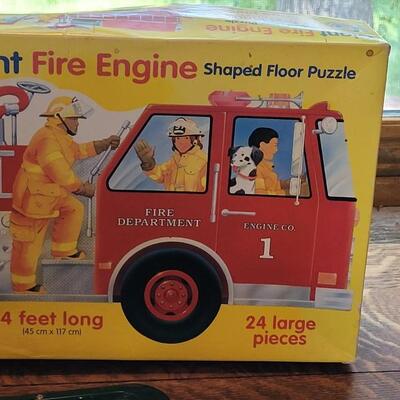 Fire Engine Shaped Floor Puzzle
FIRE
DEPARTMENT
ENGINE CO.
1
4 feet long
(45 cm x 117 cm)
24 large
pieces